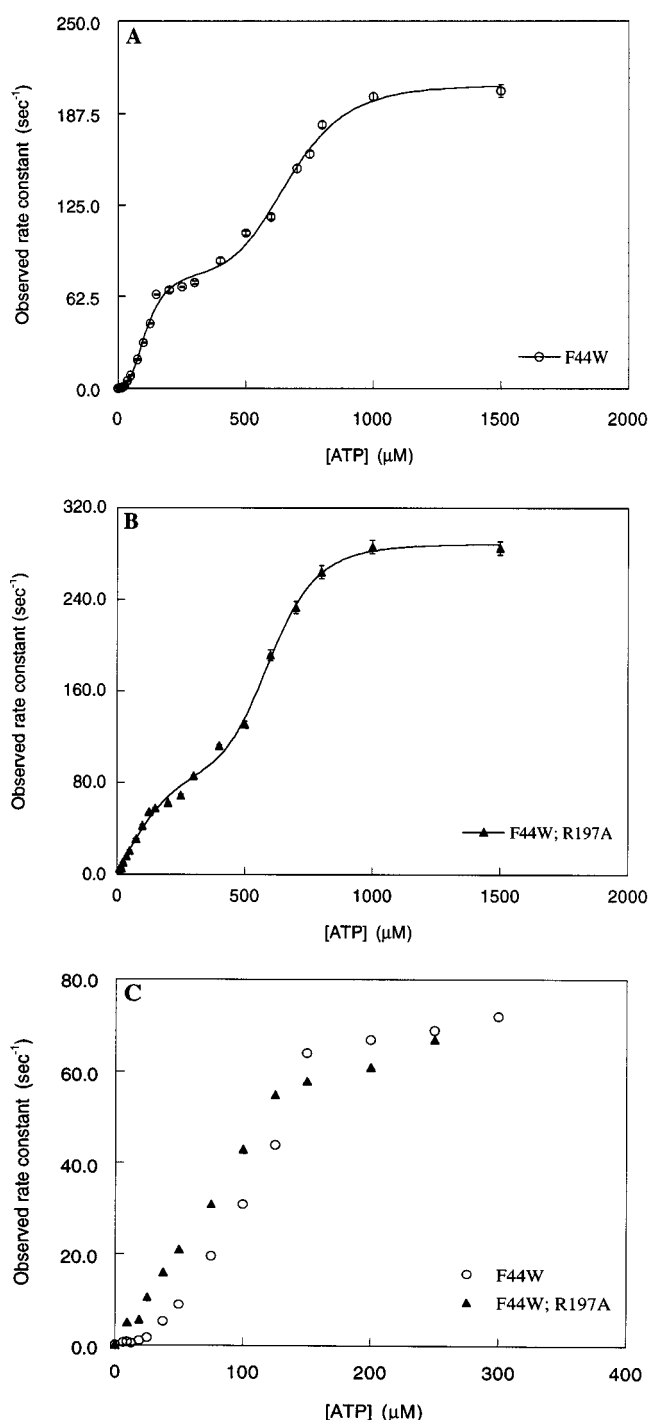 A
Observed rate constant (sec⁻¹)
250.0
187.5
125.0
62.5
0.0
F44W
0
500
1000
1500
2000
[ATP] (μM)
B
Observed rate constant (sec⁻¹)
320.0
240.0
160.0
80.0
0.0
F44W; R197A
0
500
1000
1500
2000
[ATP] (μM)
C
Observed rate constant (sec⁻¹)
80.0
60.0
40.0
20.0
0.0
F44W
F44W; R197A
0
100
200
300
400
[ATP] (μM)